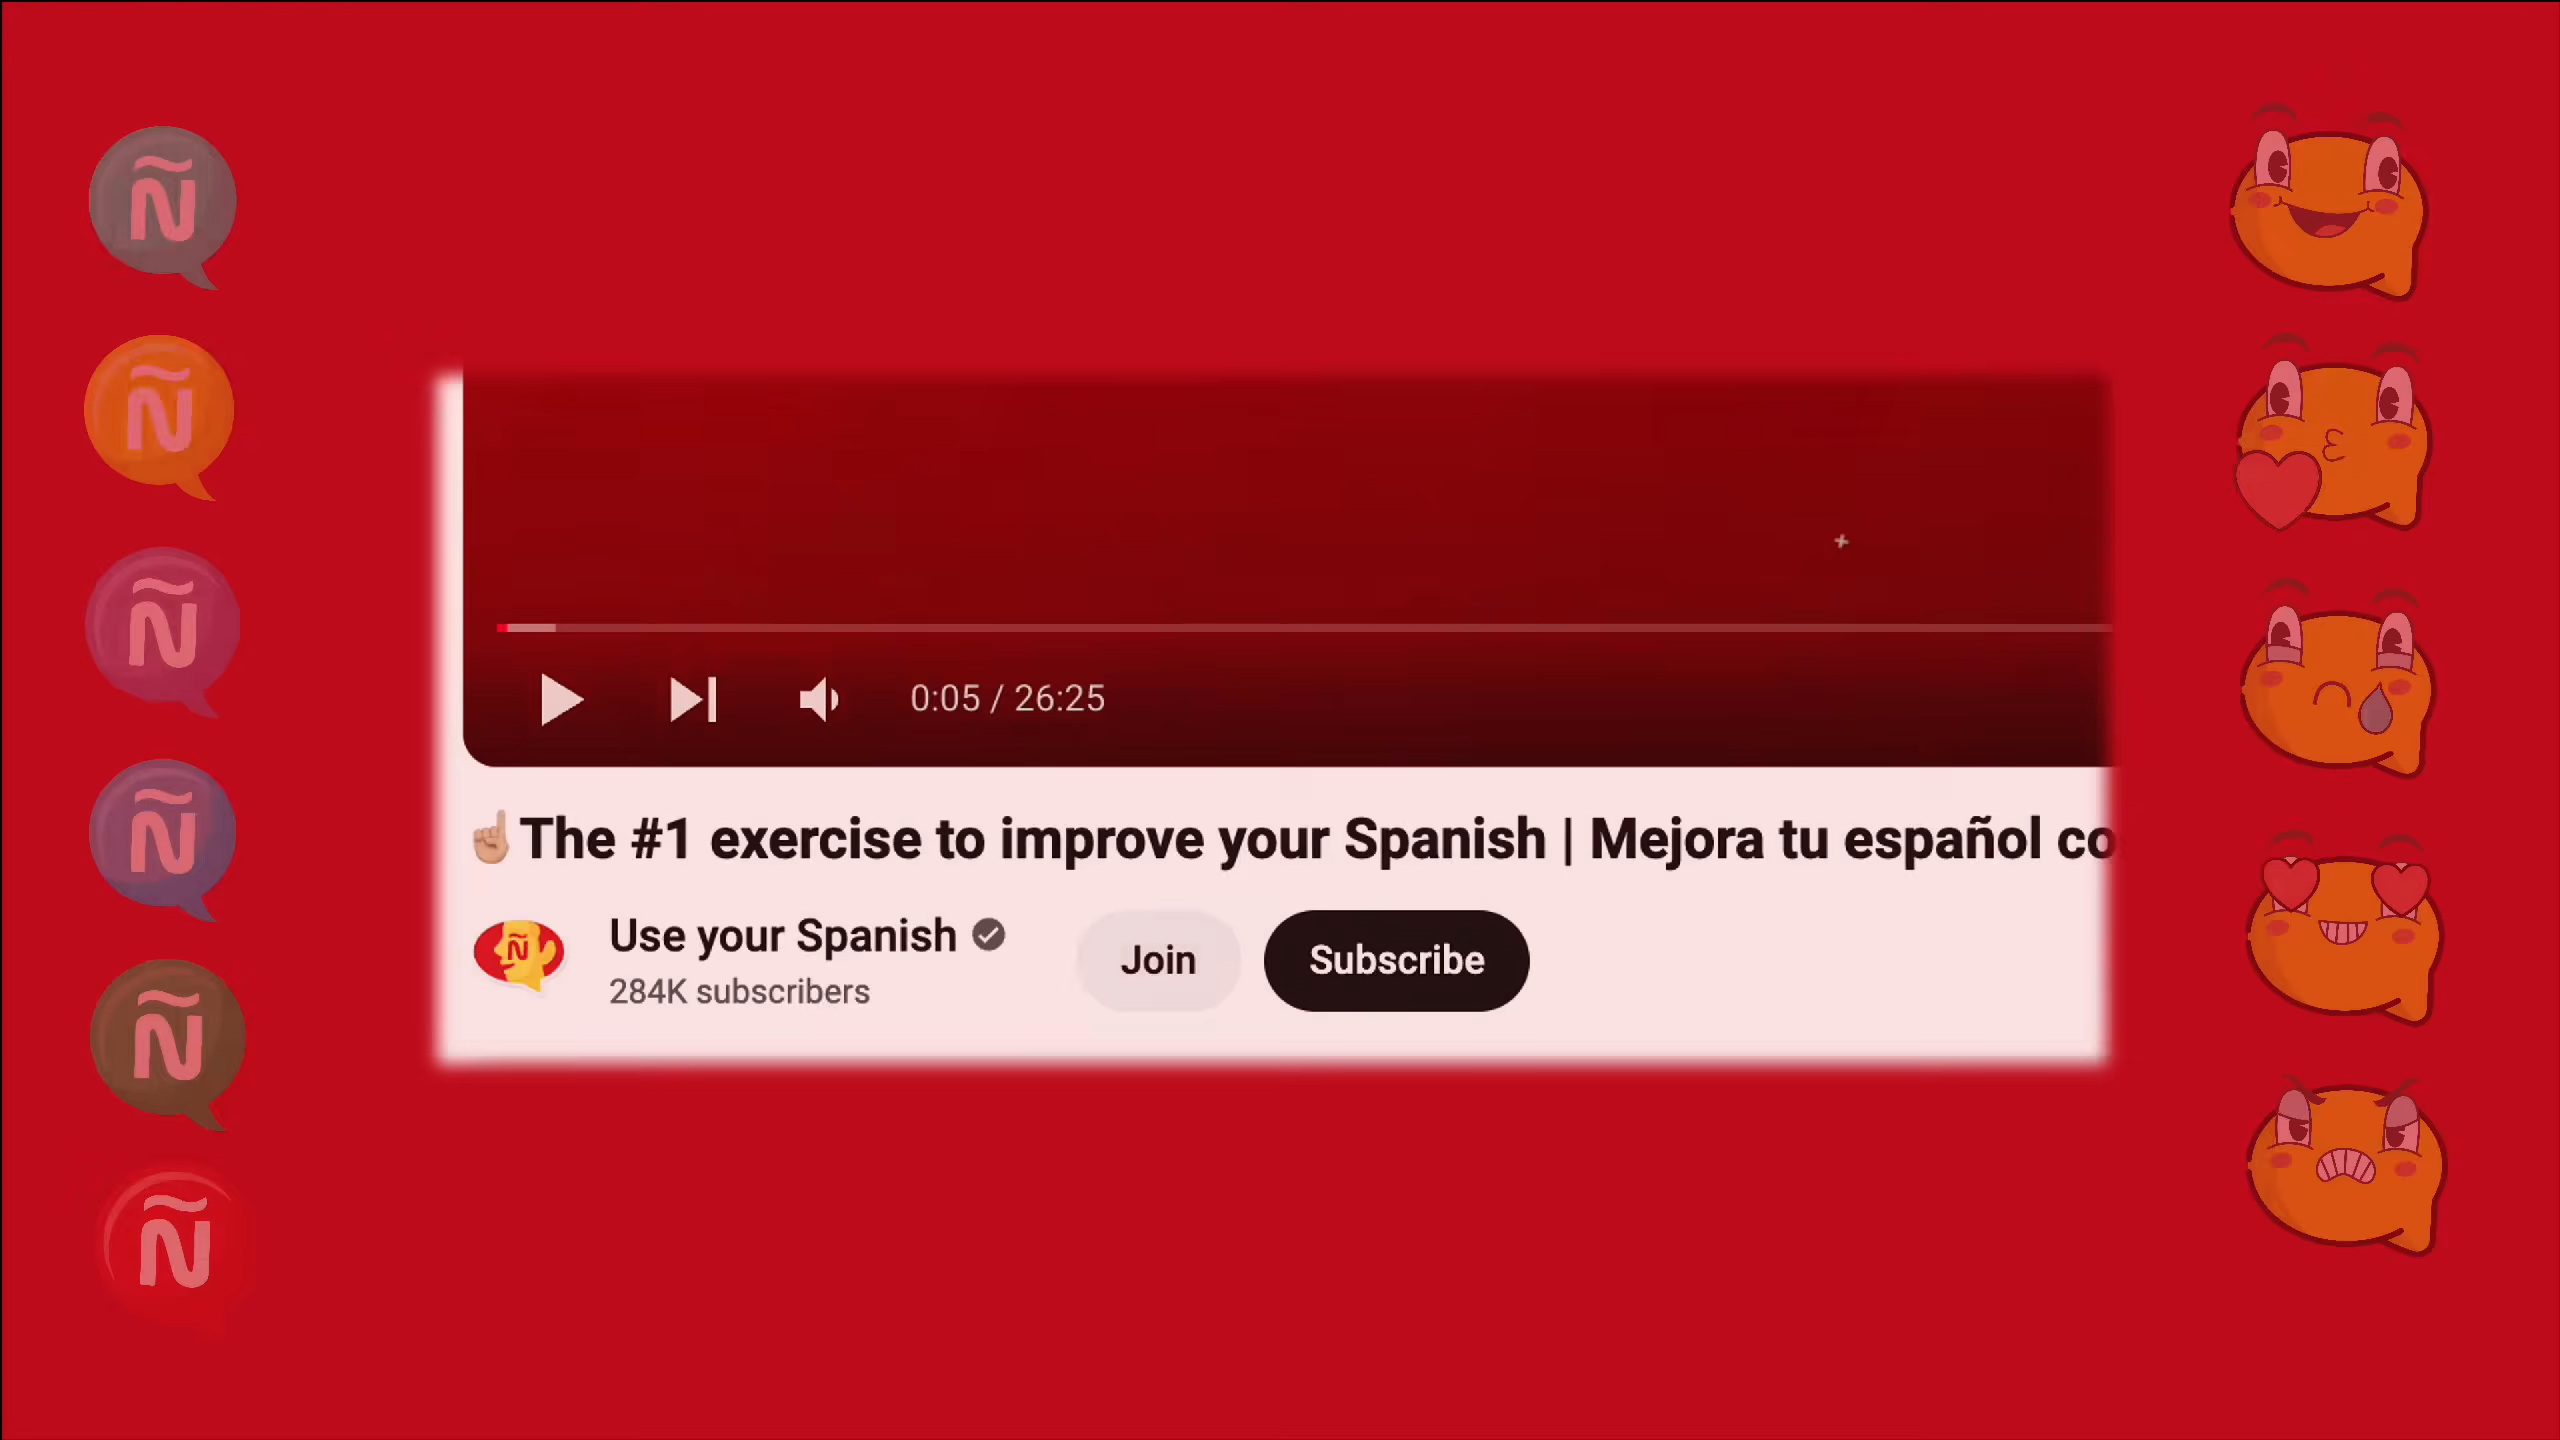 Ñ
Ñ
Ñ
Ñ
Ñ
Ñ
0:05 / 26:25
☝🏼The #1 exercise to improve your Spanish | Mejora tu español co
Ñ
Use your Spanish
284K subscribers
Join
Subscribe